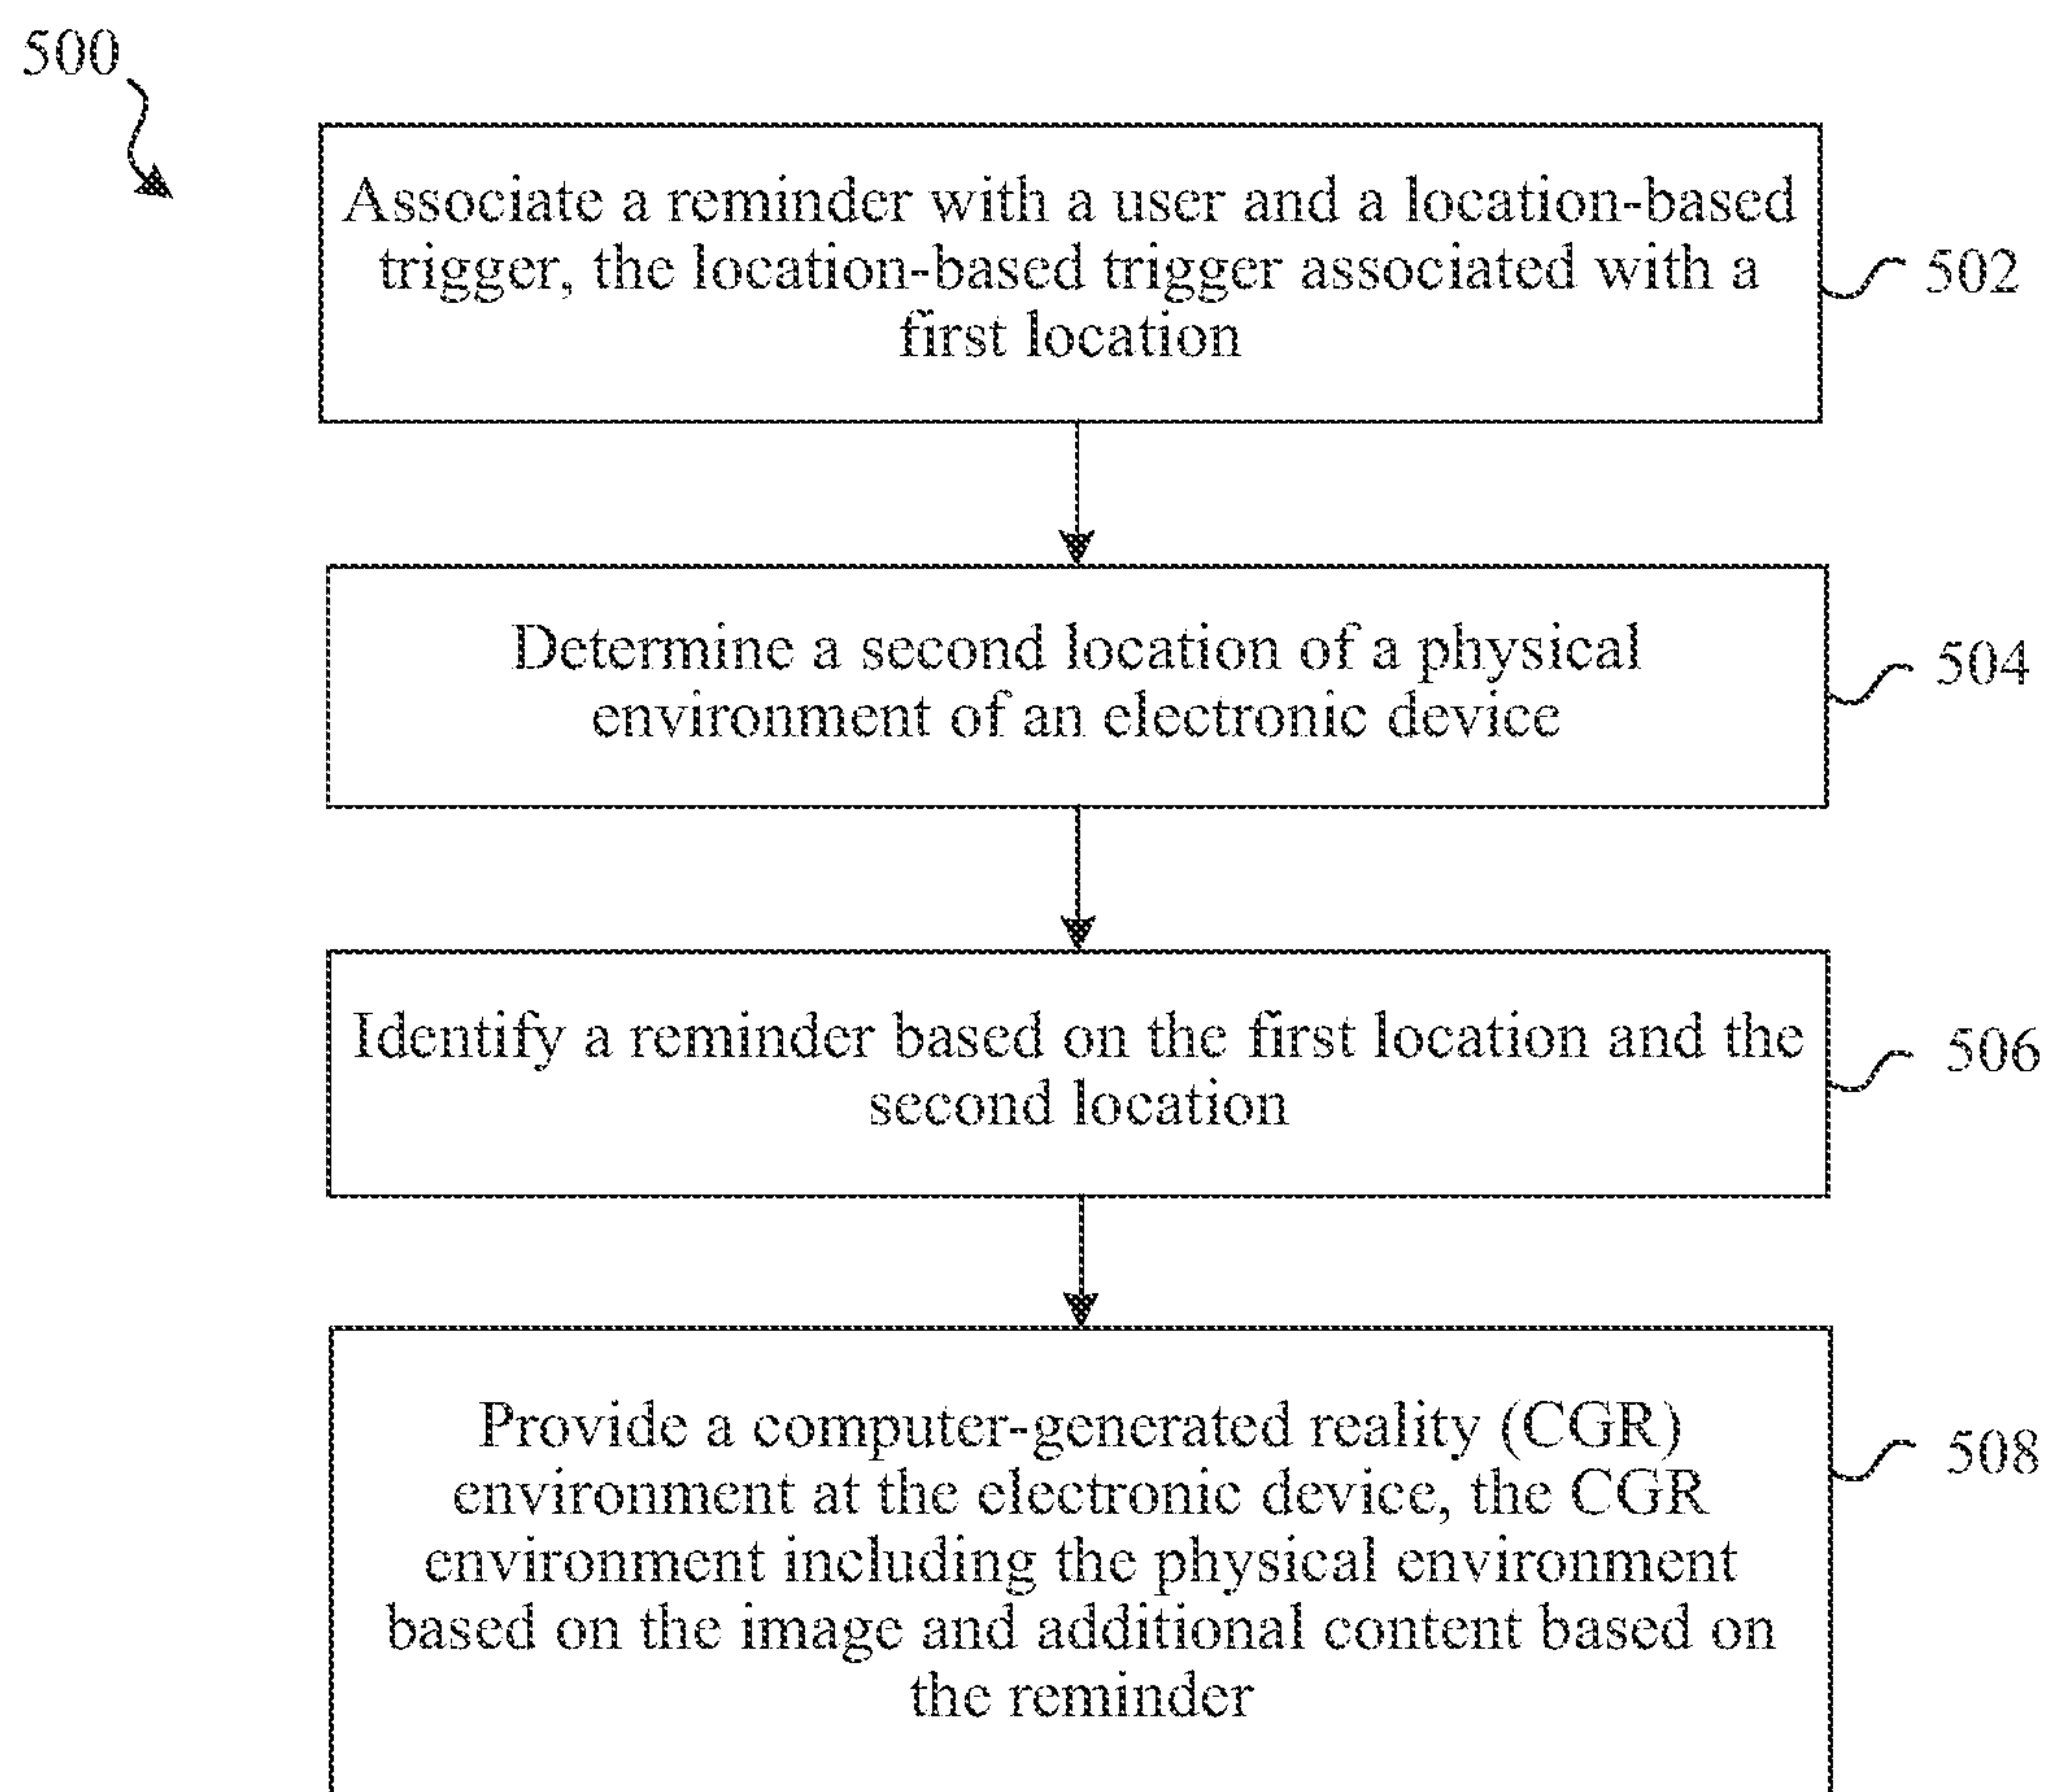 500
Associate a reminder with a user and a location-based
trigger, the location-based trigger associated with a
first location
502
Determine a second location of a physical
environment of an electronic device
504
Identify a reminder based on the first location and the
second location
506
Provide a computer-generated reality (CGR)
environment at the electronic device, the CGR
environment including the physical environment
based on the image and additional content based on
the reminder
508